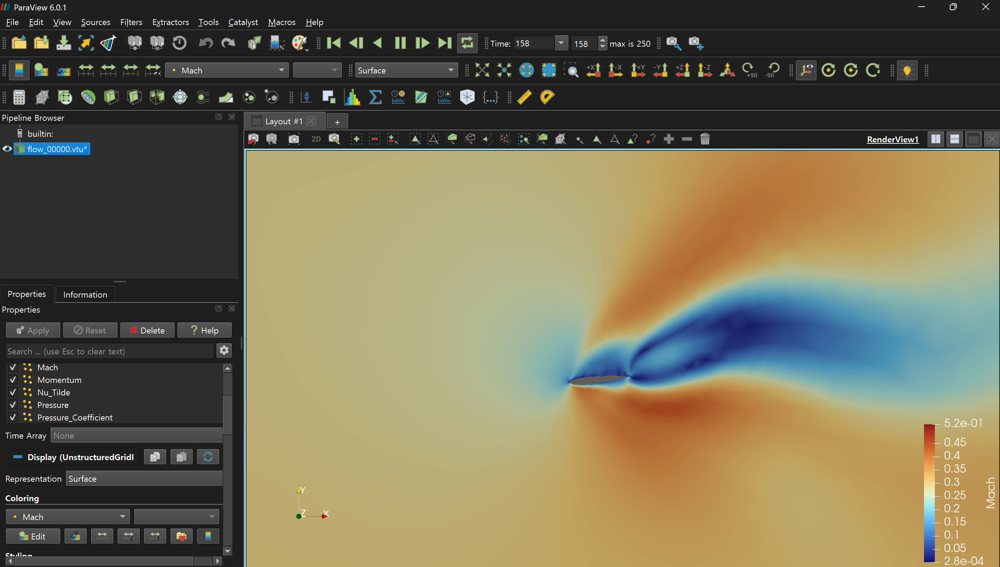 ParaView 6.0.1
File Edit View Sources Filters Extractors Tools Catalyst Macros Help
Time: 158 158 max is 250
Mach Surface +X -X +Y -Y +Z -Z +90 -90
Pipeline Browser
Layout #1 +
builtin:
2D RenderView1
flow_00000.vtu*
Properties Information
Properties
Apply Reset Delete Help
Search ... (use Esc to clear text)
Mach
Momentum
Nu_Tilde
Pressure
Pressure_Coefficient
Time Array None
Display (UnstructuredGridI
Representation Surface
Coloring
Mach
Edit
Styling
Y
Z X
5.2e-01
0.45
0.4
0.35
0.3
0.25
0.2
0.15
0.1
0.05
2.8e-04
Mach